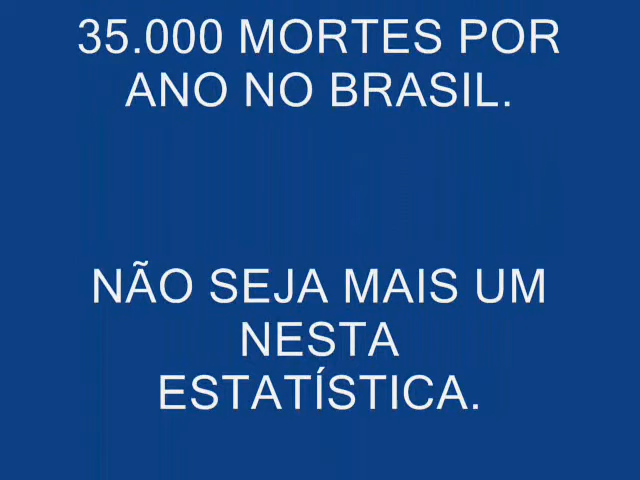 35.000 MORTES POR
ANO NO BRASIL.
NÃO SEJA MAIS UM
NESTA
ESTATÍSTICA.